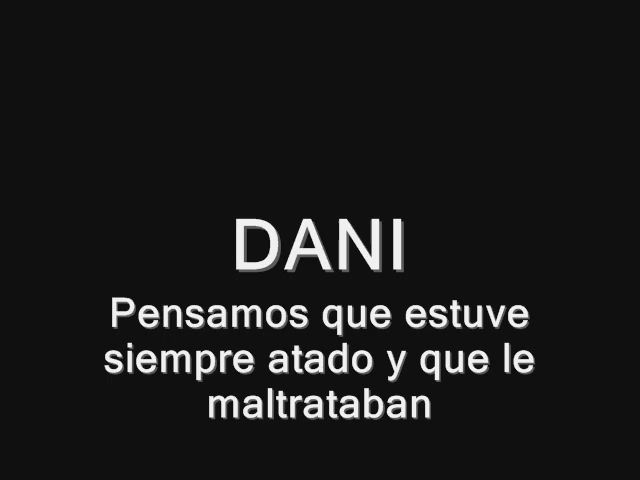 DANI
Pensamos que estuve
siempre atado y que le
maltrataban